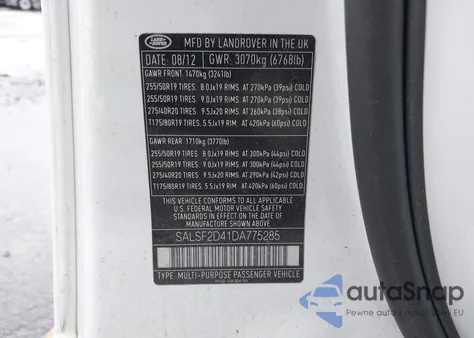 LAND ROVER
MFD BY LANDROVER IN THE UK
DATE 08/12 GWR: 3070kg (6768lb)
GAWR FRONT 1470kg (3241lb)
255/50R19 TIRES. 8.0Jx19 RIMS. AT 270kPA (39psi) COLD
255/50R19 TIRES. 9.0Jx19 RIMS. AT 270kPA (39psi) COLD
275/40R20 TIRES. 9.5Jx20 RIMS. AT 260kPA (38psi) COLD
T175/80R19 TIRES. 5.5Jx19 RIM. AT 420kPA (60psi) COLD
GAWR REAR 1710kg (3770lb)
255/50R19 TIRES. 8.0Jx19 RIMS. AT 300kPA (44psi) COLD
255/50R19 TIRES. 9.0Jx19 RIMS. AT 300kPA (44psi) COLD
275/40R20 TIRES. 9.5Jx20 RIMS. AT 290kPA (42psi) COLD
T175/80R19 TIRES. 5.5Jx19 RIM. AT 420kPA (60psi) COLD
THIS VEHICLE CONFORMS TO ALL APPLICABLE
U.S. FEDERAL MOTOR VEHICLE SAFETY
STANDARDS IN EFFECT ON THE DATE OF
MANUFACTURE SHOWN ABOVE
SALSF2D41DA775285
TYPE: MULTI-PURPOSE PASSENGER VEHICLE
autoSnap
Pewne auto z USA i EU